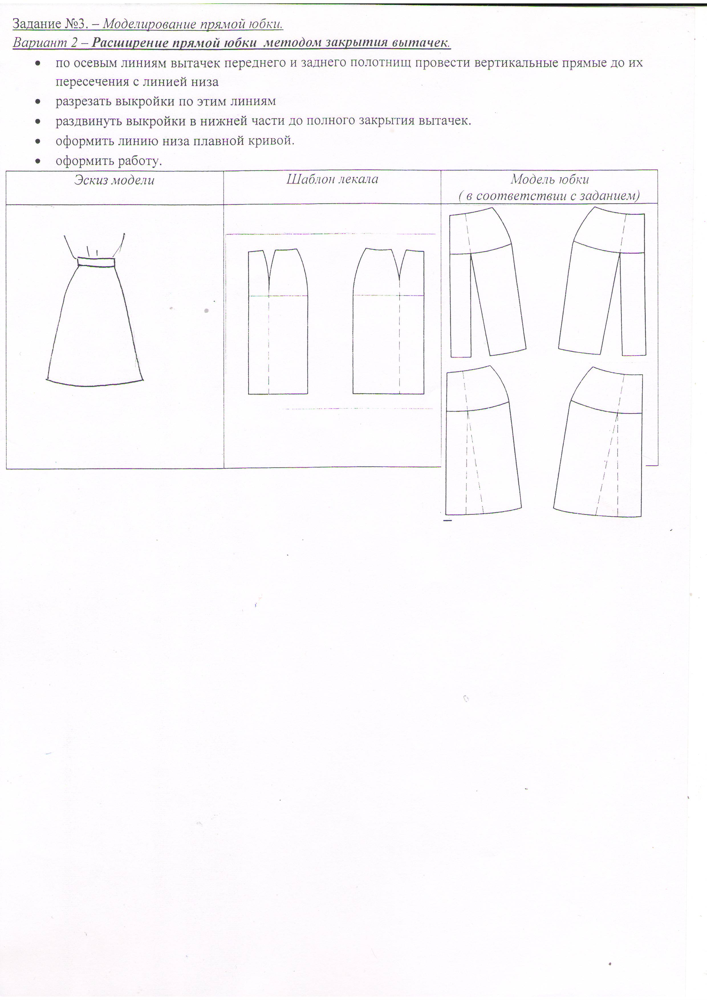 Задание №3. – Моделирование прямой юбки.
Вариант 2 – Расширение прямой юбки методом закрытия вытачек.
• по осевым линиям вытачек переднего и заднего полотнищ провести вертикальные прямые до их
пересечения с линией низа
• разрезать выкройки по этим линиям
• раздвинуть выкройки в нижней части до полного закрытия вытачек.
• оформить линию низа плавной кривой.
• оформить работу.
Эскиз модели
Шаблон лекала
Модель юбки
( в соответствии с заданием)